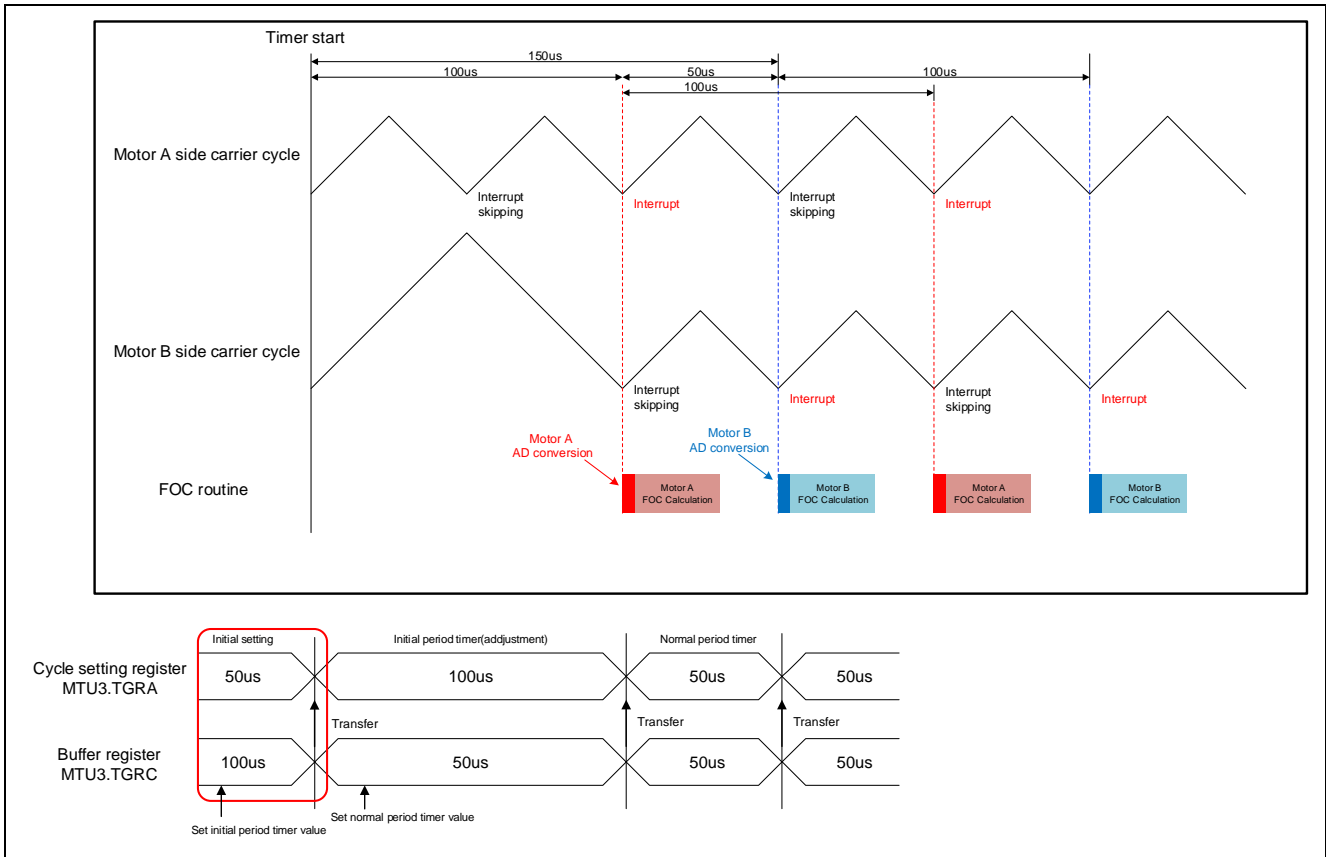 Timer start
150us
100us
50us
100us
100us
Motor A side carrier cycle
Interrupt
skipping
Interrupt
Interrupt
skipping
Interrupt
Motor B side carrier cycle
Interrupt
skipping
Interrupt
Interrupt
skipping
Interrupt
Motor A
AD conversion
Motor B
AD conversion
FOC routine
Motor A
FOC Calculation
Motor B
FOC Calculation
Motor A
FOC Calculation
Motor B
FOC Calculation
Initial setting
Initial period timer(addjustment)
Normal period timer
Cycle setting register
MTU3.TGRA
50us
100us
50us
50us
Transfer
Transfer
Transfer
Buffer register
MTU3.TGRC
100us
50us
50us
50us
Set initial period timer value
Set normal period timer value